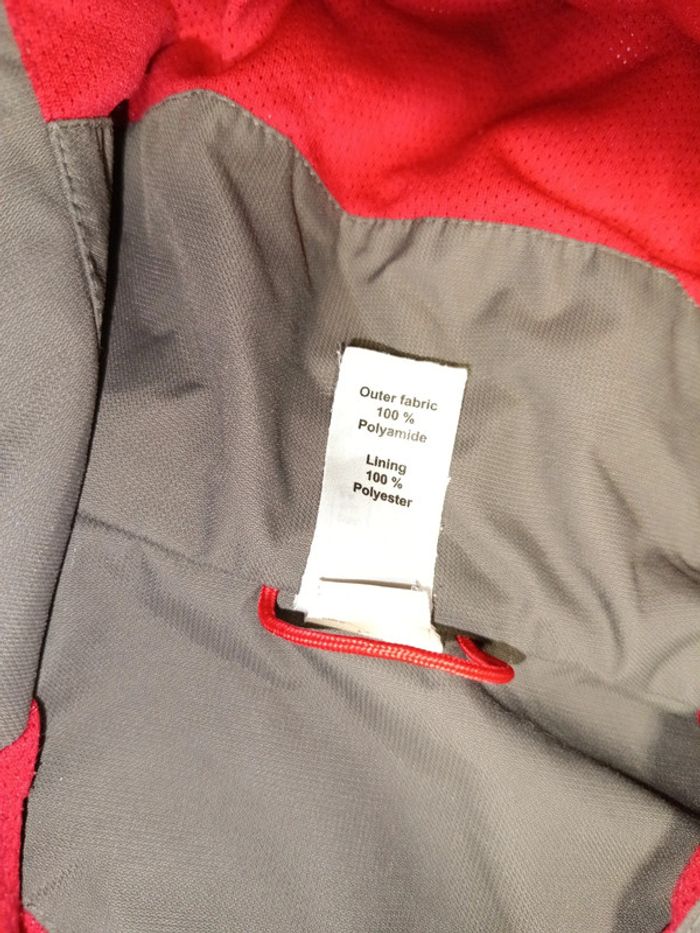 Outer fabric
100 %
Polyamide
Lining
100 %
Polyester